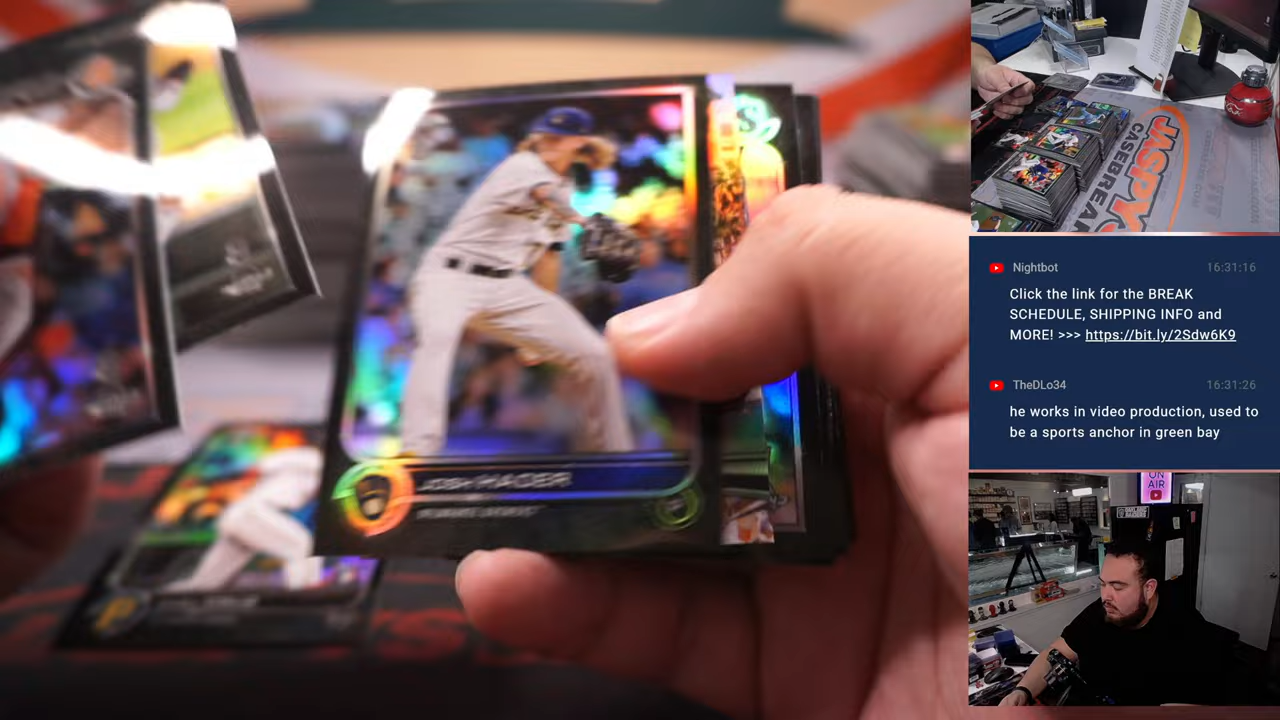 JOSH HADER
JASPY'S
CASEBREAKS
Nightbot 16:31:16
Click the link for the BREAK
SCHEDULE, SHIPPING INFO and
MORE! >>> https://bit.ly/2Sdw6K9
TheDLo34 16:31:26
he works in video production, used to
be a sports anchor in green bay
ON
AIR